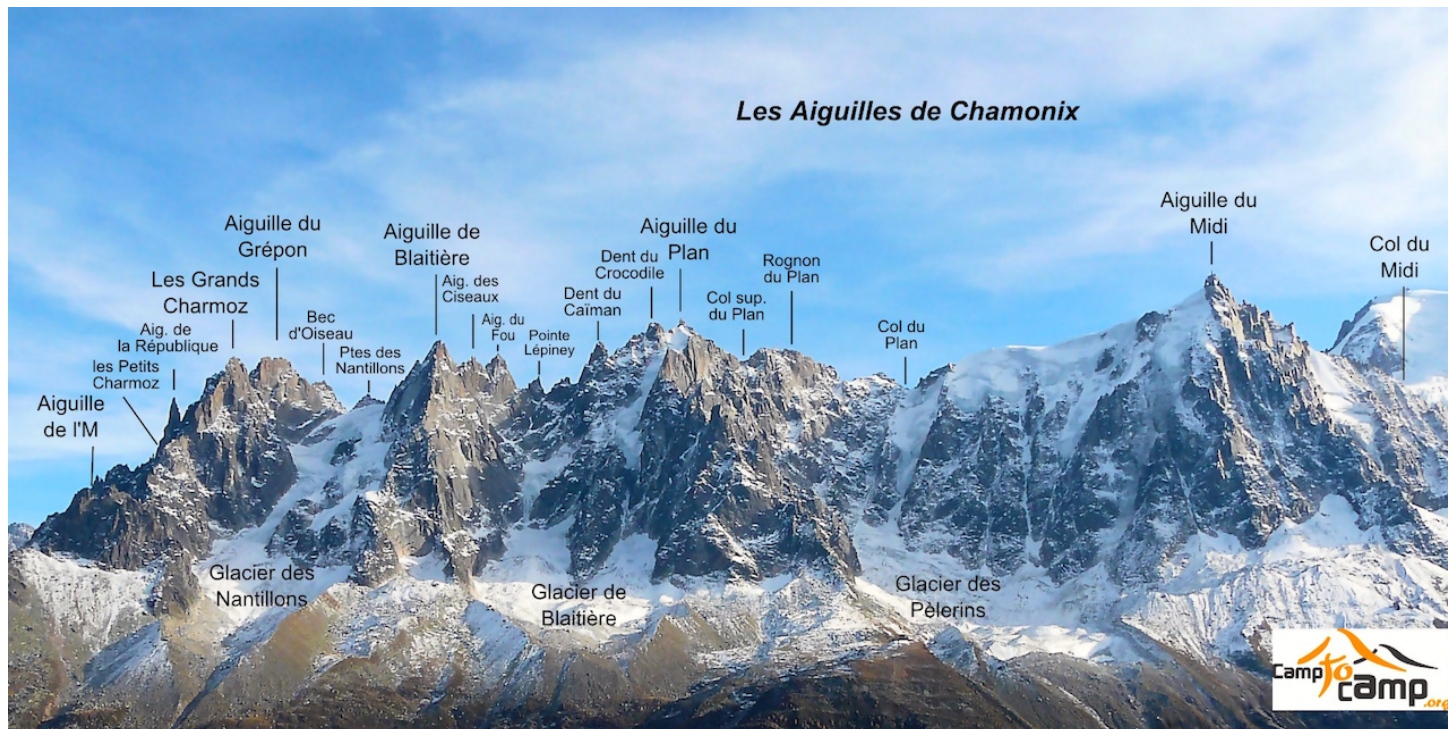 Les Aiguilles de Chamonix
Aiguille
de l'M
les Petits
Charmoz
Aig. de
la République
Les Grands
Charmoz
Aiguille du
Grépon
Bec
d'Oiseau
Ptes des
Nantillons
Aiguille de
Blaitière
Aig. des
Ciseaux
Aig. du
Fou
Pointe
Lépiney
Dent du
Caïman
Dent du
Crocodile
Aiguille du
Plan
Col sup.
du Plan
Rognon
du Plan
Col du
Plan
Aiguille du
Midi
Col du
Midi
Glacier des
Nantillons
Glacier de
Blaitière
Glacier des
Pèlerins
Camp to
camp
.org